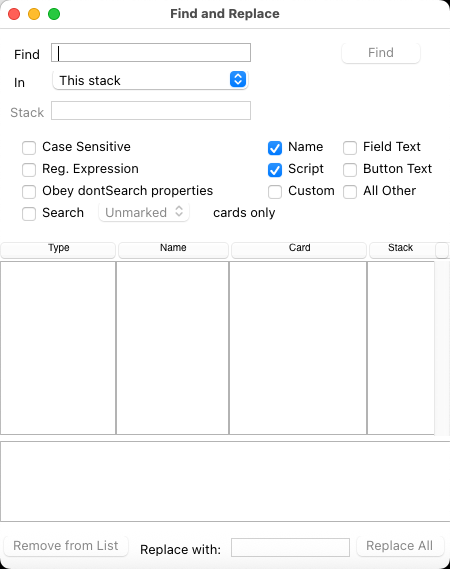 Find and Replace
Find
Find
In This stack
Stack
Case Sensitive Name Field Text
Reg. Expression Script Button Text
Obey dontSearch properties Custom All Other
Search Unmarked cards only
Type Name Card Stack
Remove from List Replace with: Replace All